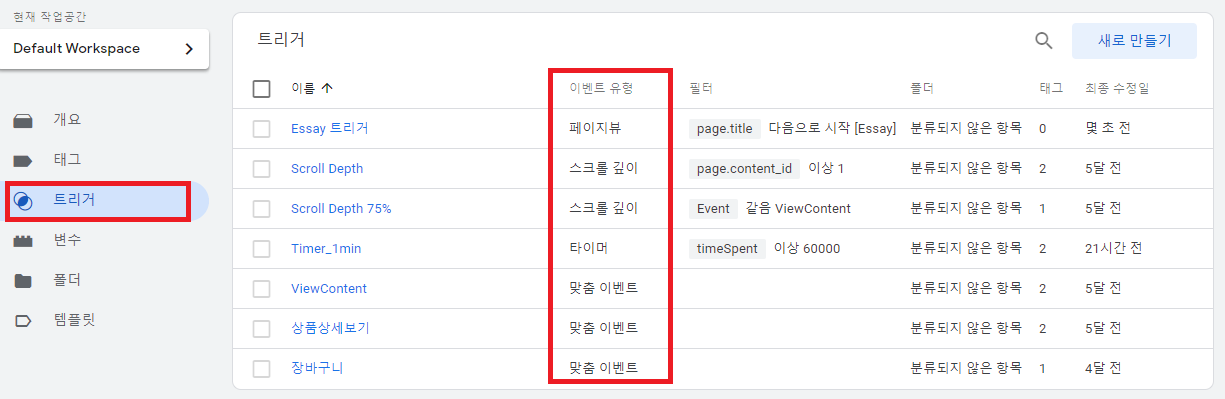 현재 작업공간
Default Workspace
개요
태그
트리거
변수
폴더
템플릿
트리거
새로 만들기
이름 이벤트 유형 필터 폴더 태그 최종 수정일
Essay 트리거 페이지뷰 page.title 다음으로 시작 [Essay] 분류되지 않은 항목 0 몇 초 전
Scroll Depth 스크롤 깊이 page.content_id 이상 1 분류되지 않은 항목 2 5달 전
Scroll Depth 75% 스크롤 깊이 Event 같음 ViewContent 분류되지 않은 항목 1 5달 전
Timer_1min 타이머 timeSpent 이상 60000 분류되지 않은 항목 2 21시간 전
ViewContent 맞춤 이벤트 분류되지 않은 항목 2 5달 전
상품상세보기 맞춤 이벤트 분류되지 않은 항목 2 5달 전
장바구니 맞춤 이벤트 분류되지 않은 항목 1 4달 전